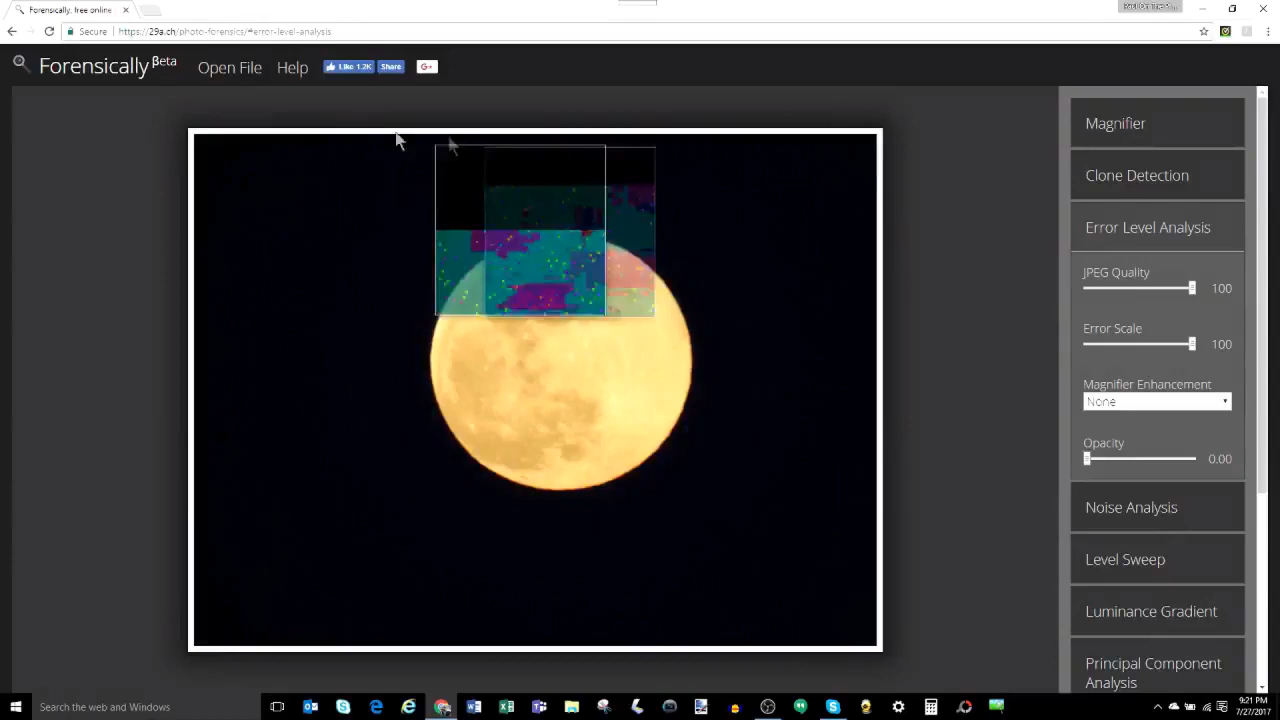 Forensically, free online
Secure
https://29a.ch/photo-forensics/#error-level-analysis
Forensically Beta
Open File
Help
Like 1.2K
Share
G+
Magnifier
Clone Detection
Error Level Analysis
JPEG Quality
100
Error Scale
100
Magnifier Enhancement
None
Opacity
0.00
Noise Analysis
Level Sweep
Luminance Gradient
Principal Component
Analysis
Search the web and Windows
9:21 PM
7/27/2017